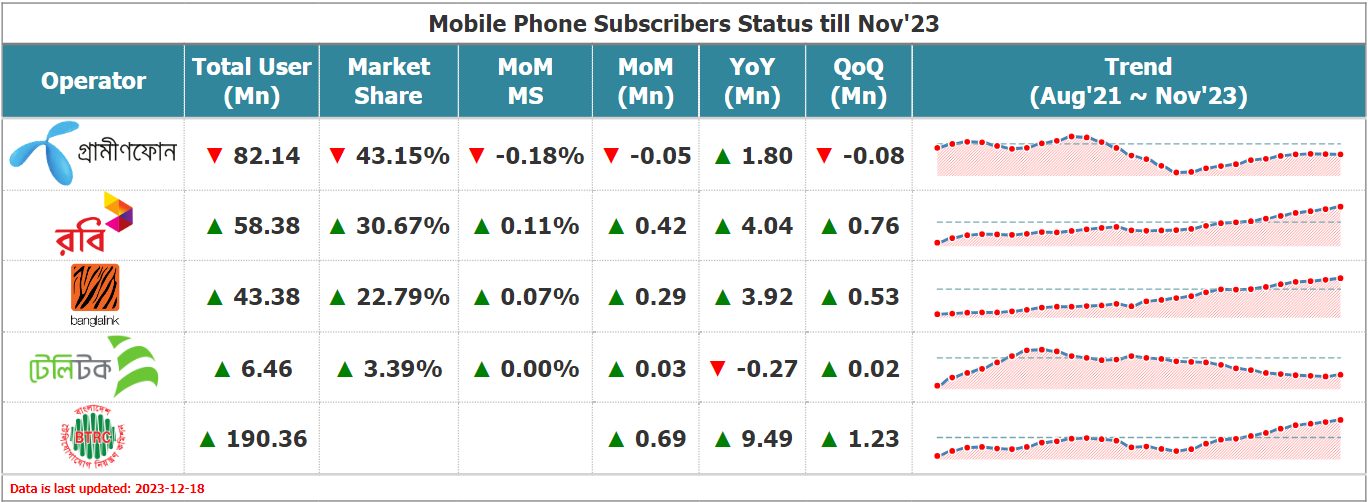 Mobile Phone Subscribers Status till Nov'23
Operator Total User (Mn) Market Share MoM MS MoM (Mn) YoY (Mn) QoQ (Mn) Trend (Aug'21 ~ Nov'23)
গ্রামীণফোন ▼ 82.14 ▼ 43.15% ▼ -0.18% ▼ -0.05 ▲ 1.80 ▼ -0.08
রবি ▲ 58.38 ▲ 30.67% ▲ 0.11% ▲ 0.42 ▲ 4.04 ▲ 0.76
banglalink ▲ 43.38 ▲ 22.79% ▲ 0.07% ▲ 0.29 ▲ 3.92 ▲ 0.53
টেলিটক ▲ 6.46 ▲ 3.39% ▲ 0.00% ▲ 0.03 ▼ -0.27 ▲ 0.02
বাংলাদেশ BTRC টেলিযোগাযোগ নিয়ন্ত্রণ কমিশন ▲ 190.36 ▲ 0.69 ▲ 9.49 ▲ 1.23
Data is last updated: 2023-12-18